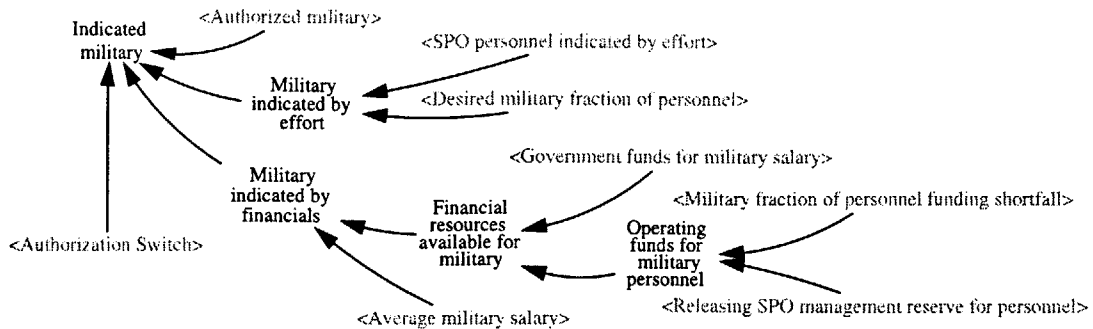 <Authorized military>
Indicated
military
<SPO personnel indicated by effort>
Military
indicated by
effort
<Desired military fraction of personnel>
<Government funds for military salary>
Military
indicated by
financials
<Military fraction of personnel funding shortfall>
Financial
resources
available for
military
Operating
funds for
military
personnel
<Authorization Switch>
<Releasing SPO management reserve for personnel>
<Average military salary>